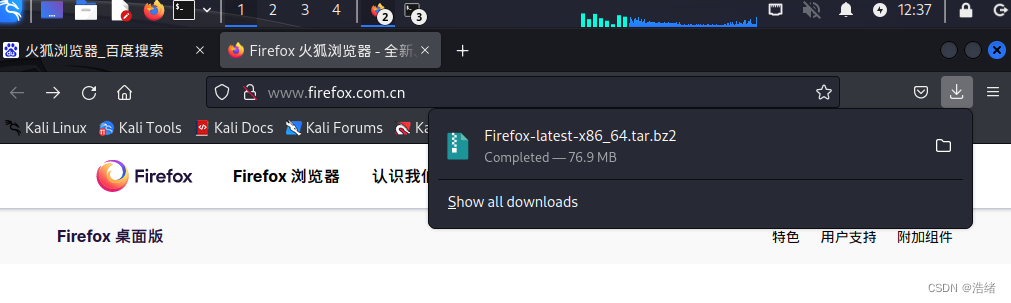 1 2 3 4 2 3 12:37
火狐浏览器_百度搜索 Firefox 火狐浏览器 - 全新
www.firefox.com.cn
Kali Linux Kali Tools Kali Docs Kali Forums Ka
Firefox-latest-x86_64.tar.bz2
Completed — 76.9 MB
Show all downloads
Firefox Firefox 浏览器 认识我
Firefox 桌面版 特色 用户支持 附加组件
CSDN @浩绪